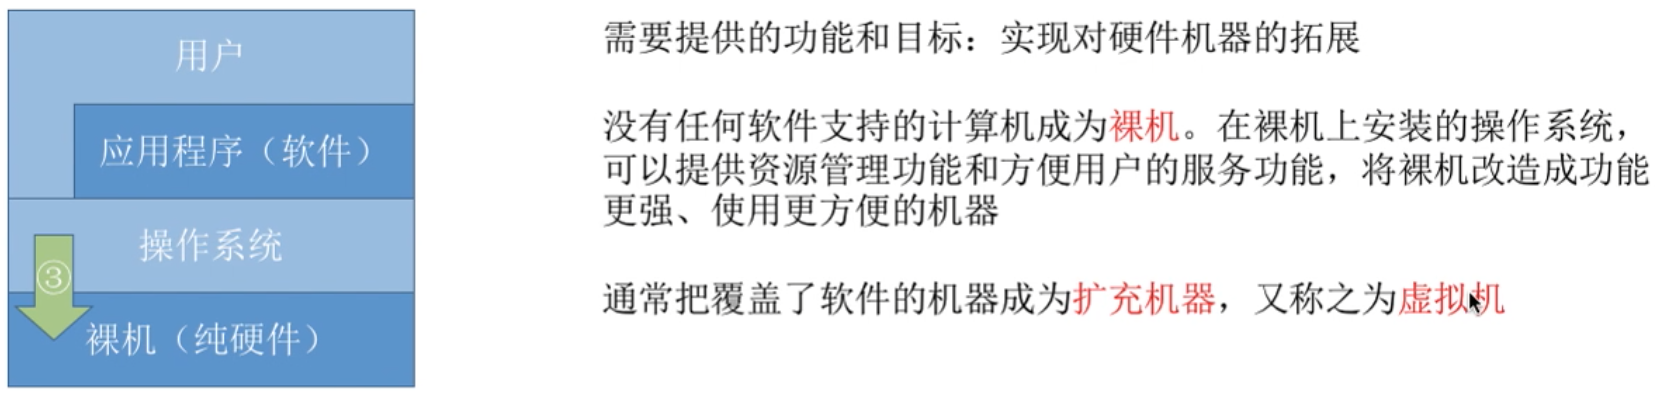 用户
应用程序（软件）
操作系统
③
裸机（纯硬件）
需要提供的功能和目标：实现对硬件机器的拓展
没有任何软件支持的计算机成为裸机。在裸机上安装的操作系统，
可以提供资源管理功能和方便用户的服务功能，将裸机改造成功能
更强、使用更方便的机器
通常把覆盖了软件的机器成为扩充机器，又称之为虚拟机